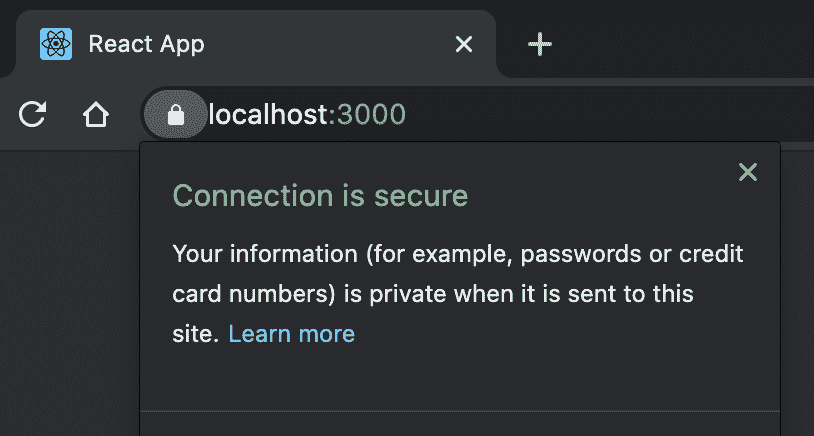 React App
localhost:3000
Connection is secure
Your information (for example, passwords or credit
card numbers) is private when it is sent to this
site. Learn more